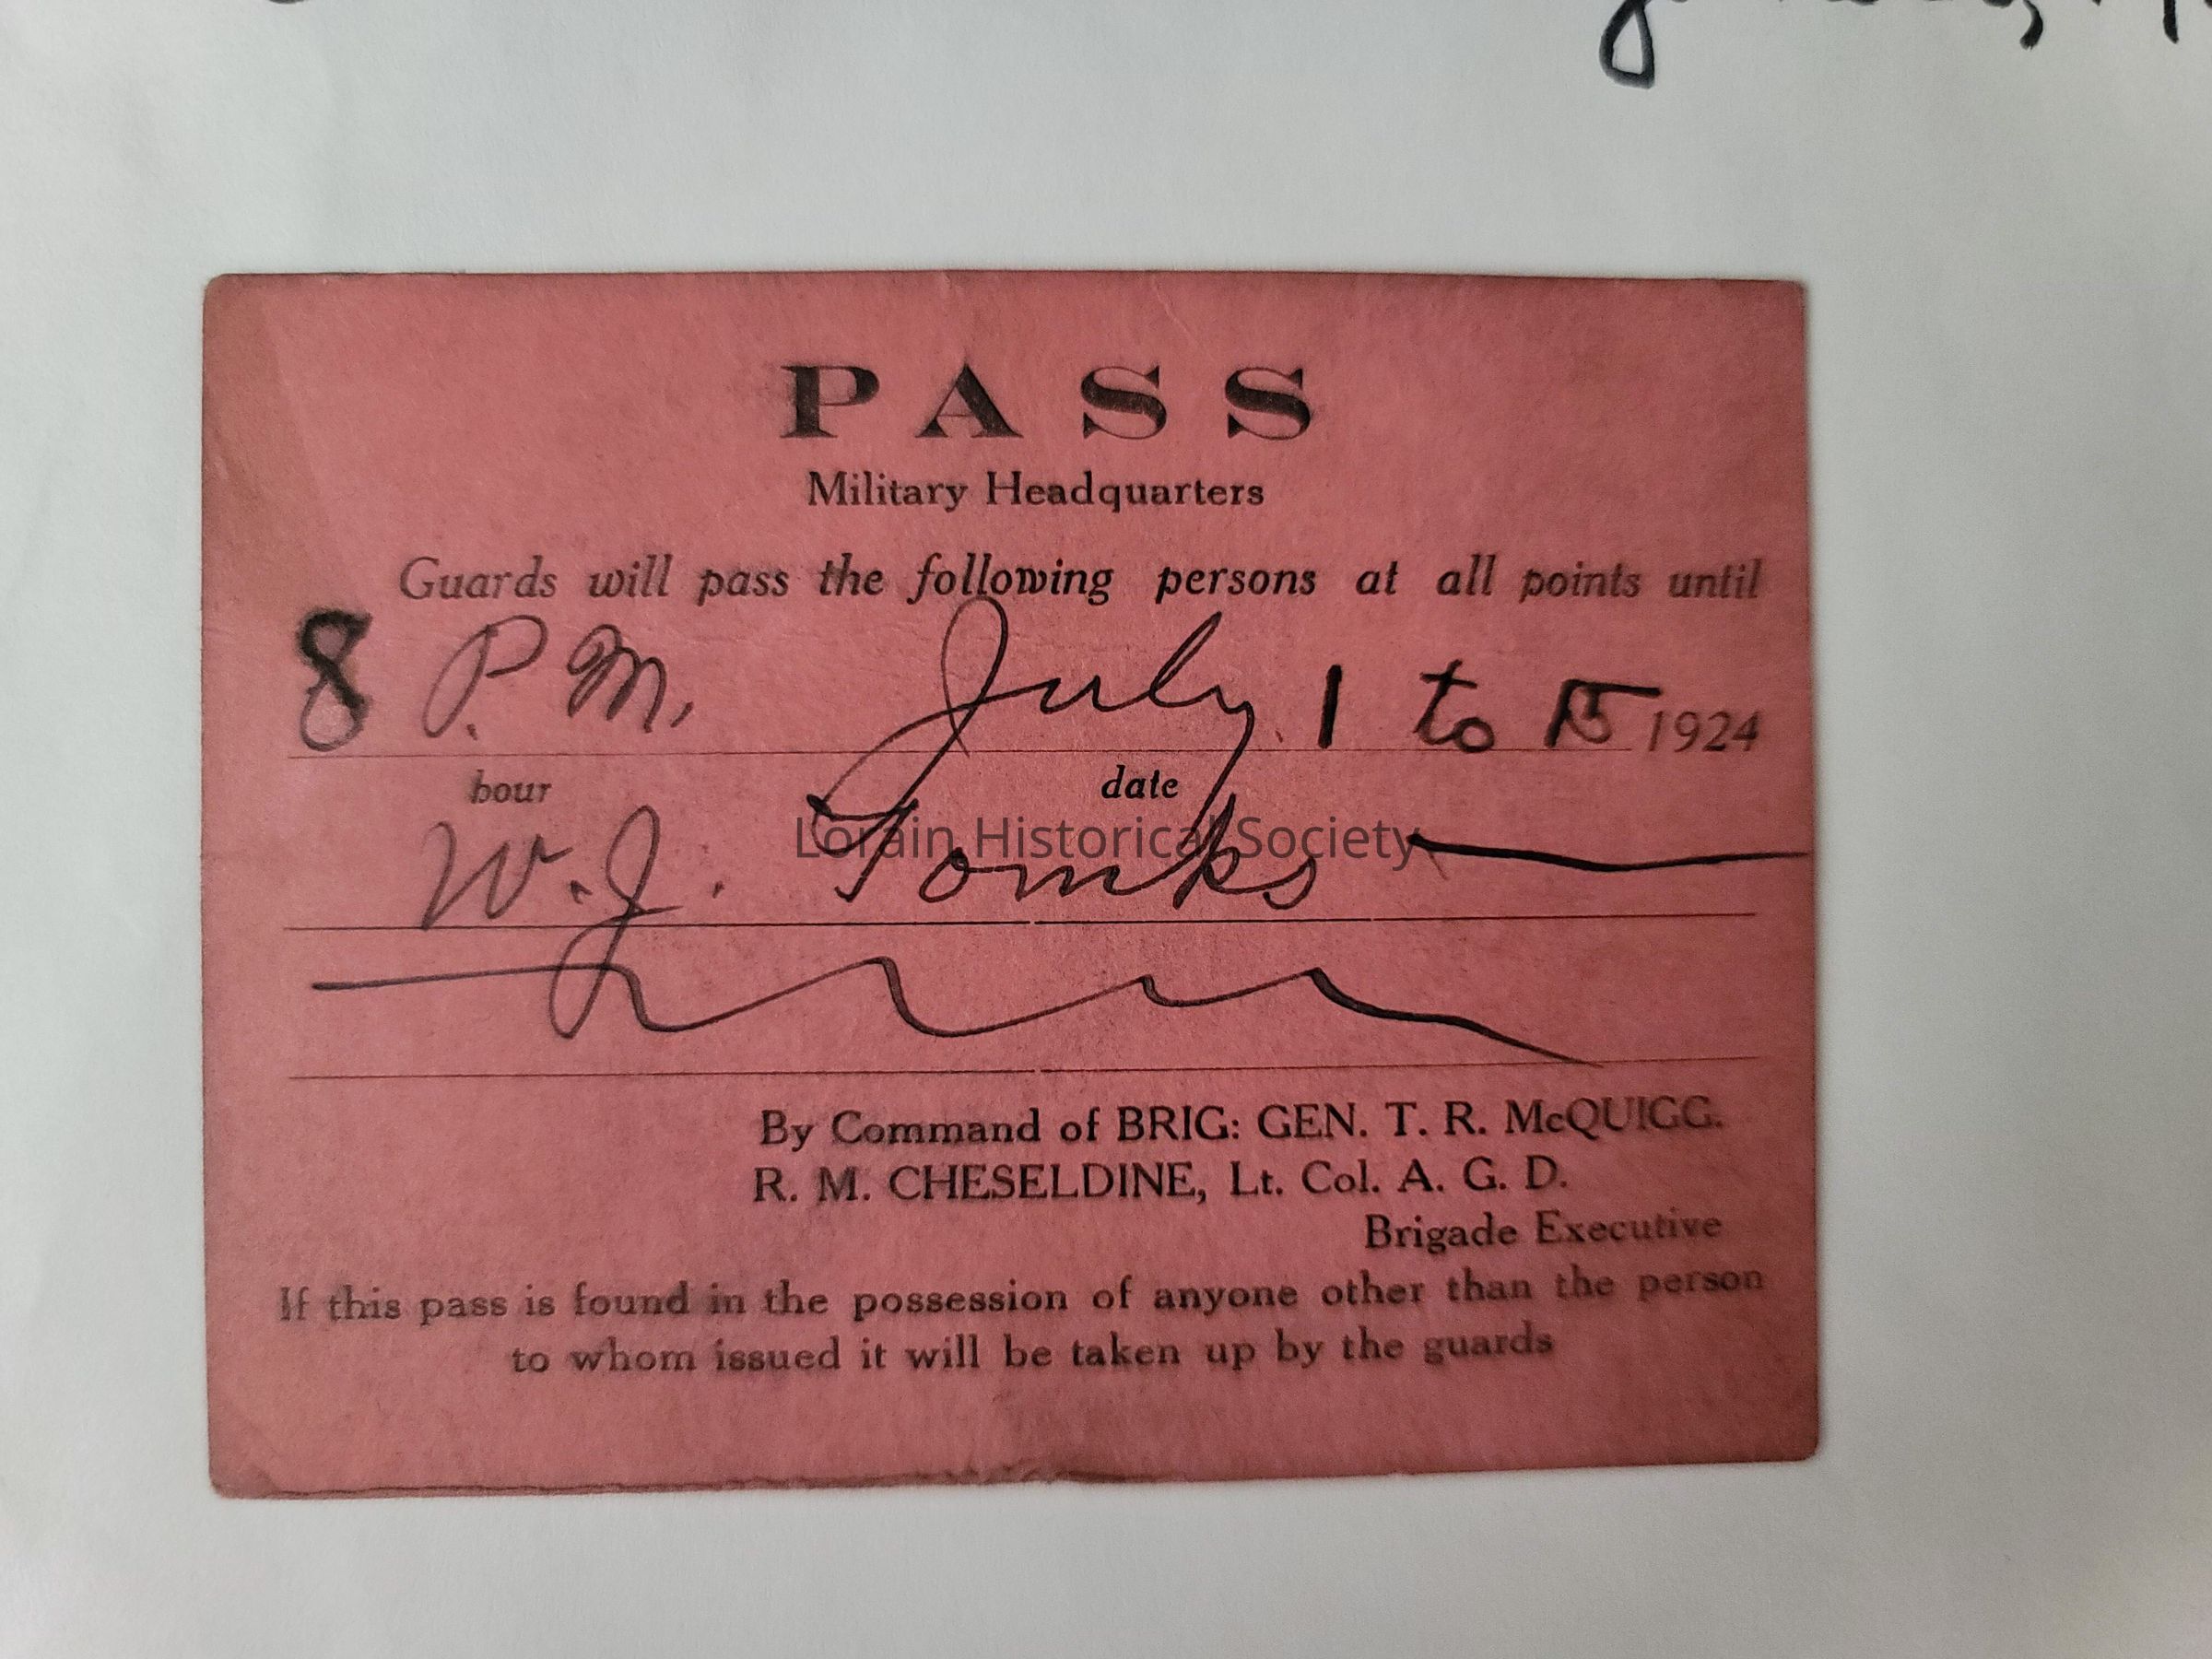 PASS
Military Headquarters
Guards will pass the following persons at all points until
8 P.M. July 1 to 15 1924
hour date
W. J. Tomks
Lorain Historical Society
By Command of BRIG: GEN. T. R. McQUIGG.
R. M. CHESELDINE, Lt. Col. A. G. D.
Brigade Executive
If this pass is found in the possession of anyone other than the person
to whom issued it will be taken up by the guards